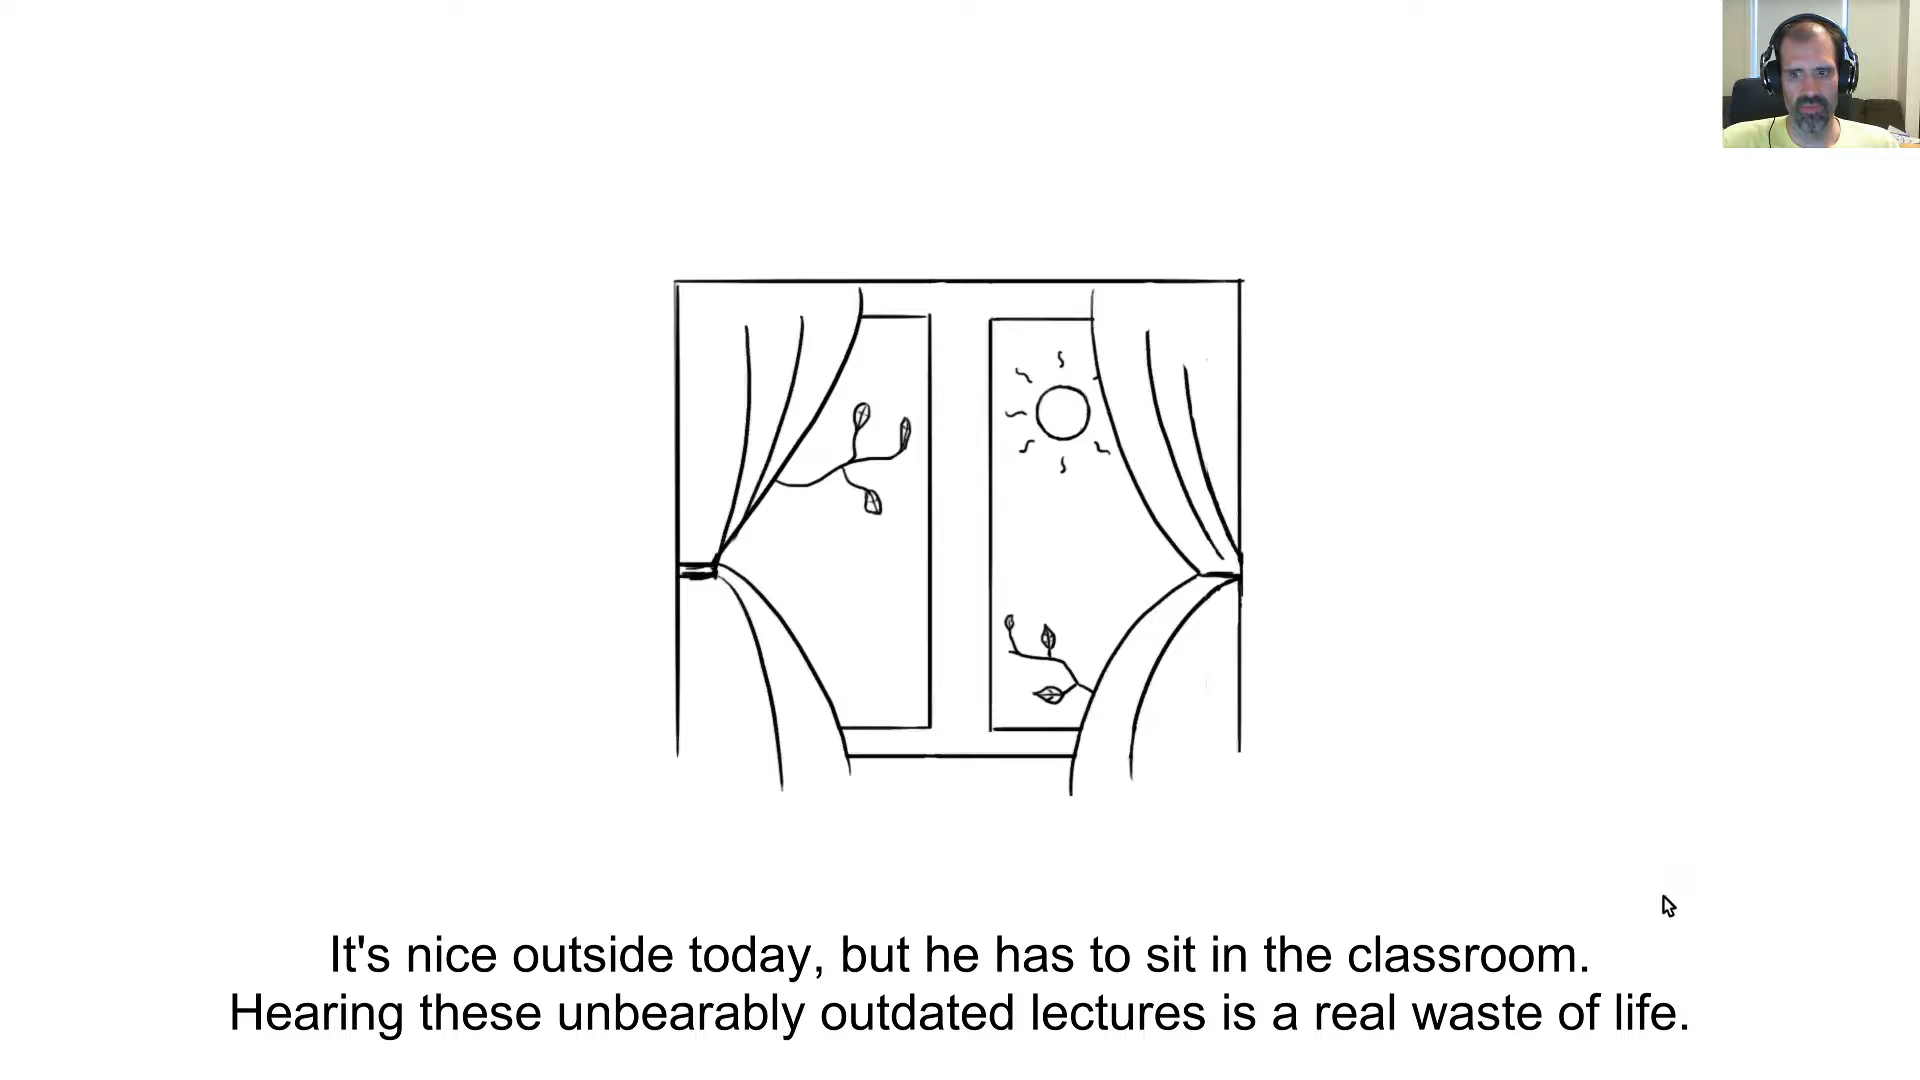 It's nice outside today, but he has to sit in the classroom.
Hearing these unbearably outdated lectures is a real waste of life.